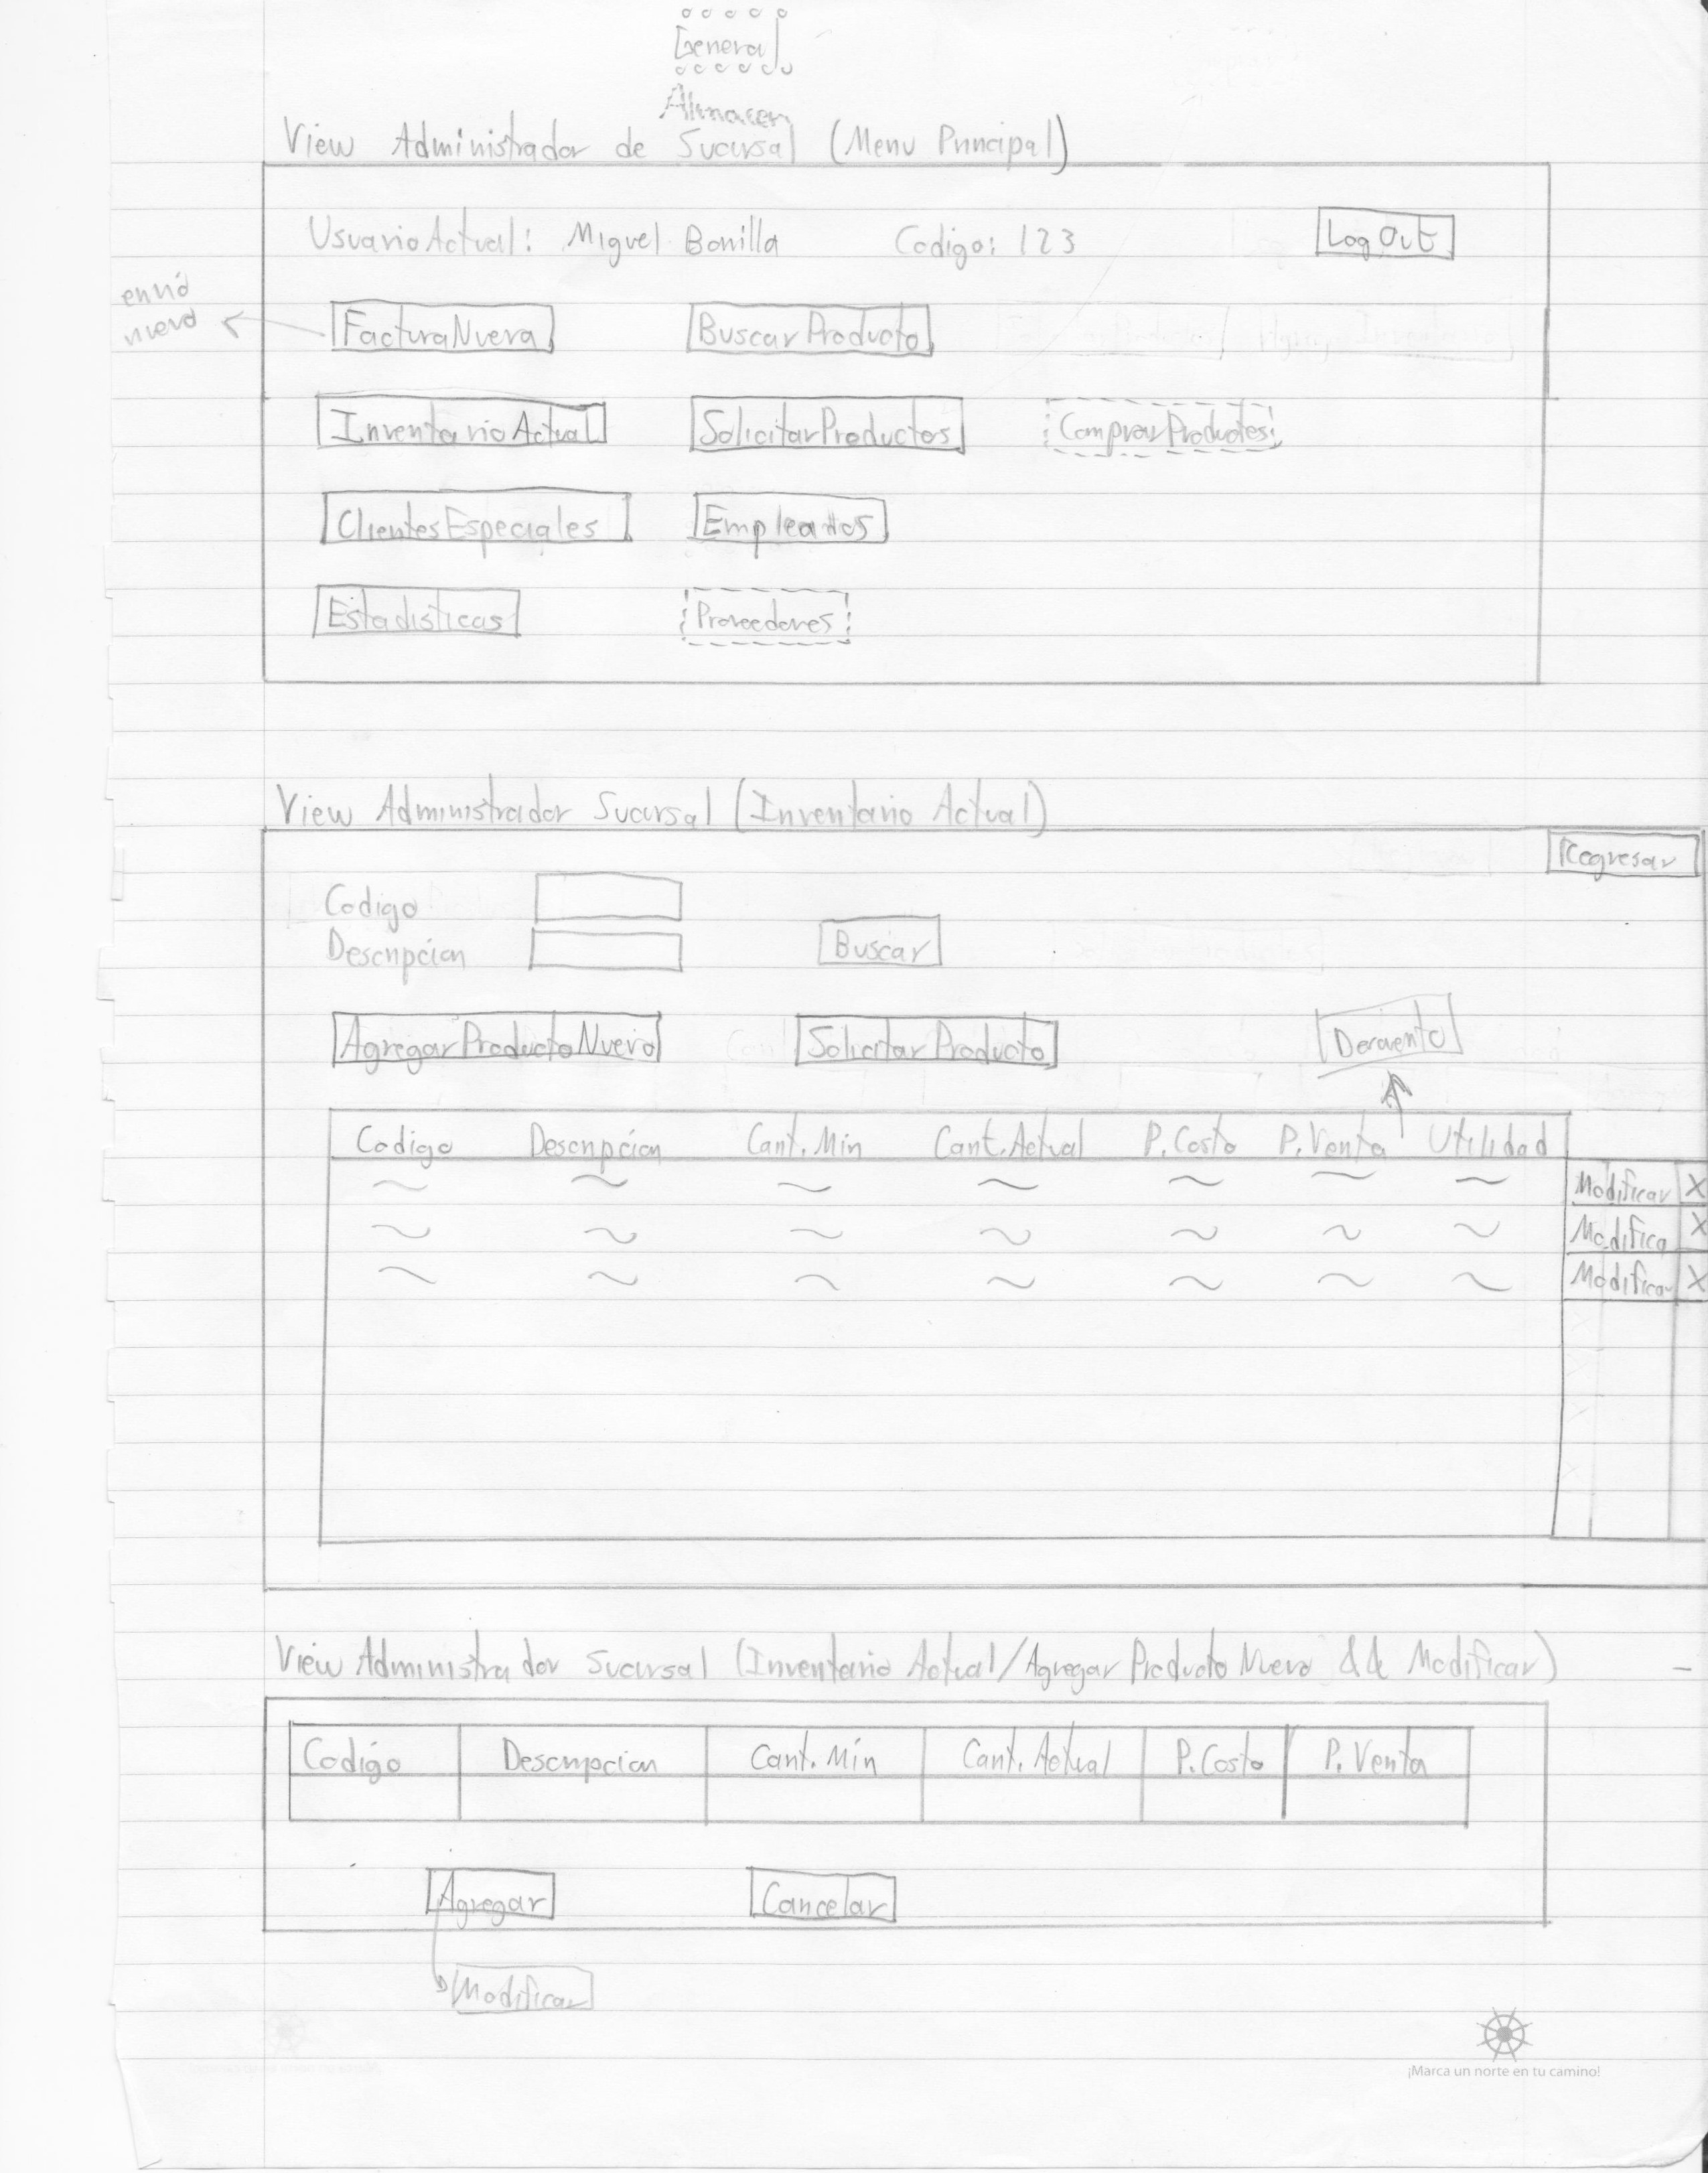 General
Almacen
View Administrador de Sucursal (Menu Principal)
Usuario Actual: Miguel Bonilla Codigo: 123 Log Out
envió
nuevo
Factura Nueva Buscar Producto
Inventario Actual Solicitar Productos Comprar Productos
Clientes Especiales Empleados
Estadisticas Proveedores
View Administrador Sucursal (Inventario Actual)
Regresar
Codigo
Descripcion Buscar
Agregar Producto Nuevo Solicitar Producto Descuento
Codigo Descripcion Cant. Min Cant. Actual P. Costo P. Venta Utilidad
Modificar X
Modifica X
Modificar X
View Administrador Sucursal (Inventario Actual/Agregar Producto Nuevo && Modificar)
Codigo Descripcion Cant. Min Cant. Actual P. Costo P. Venta
Agregar Cancelar
Modificar
¡Marca un norte en tu camino!